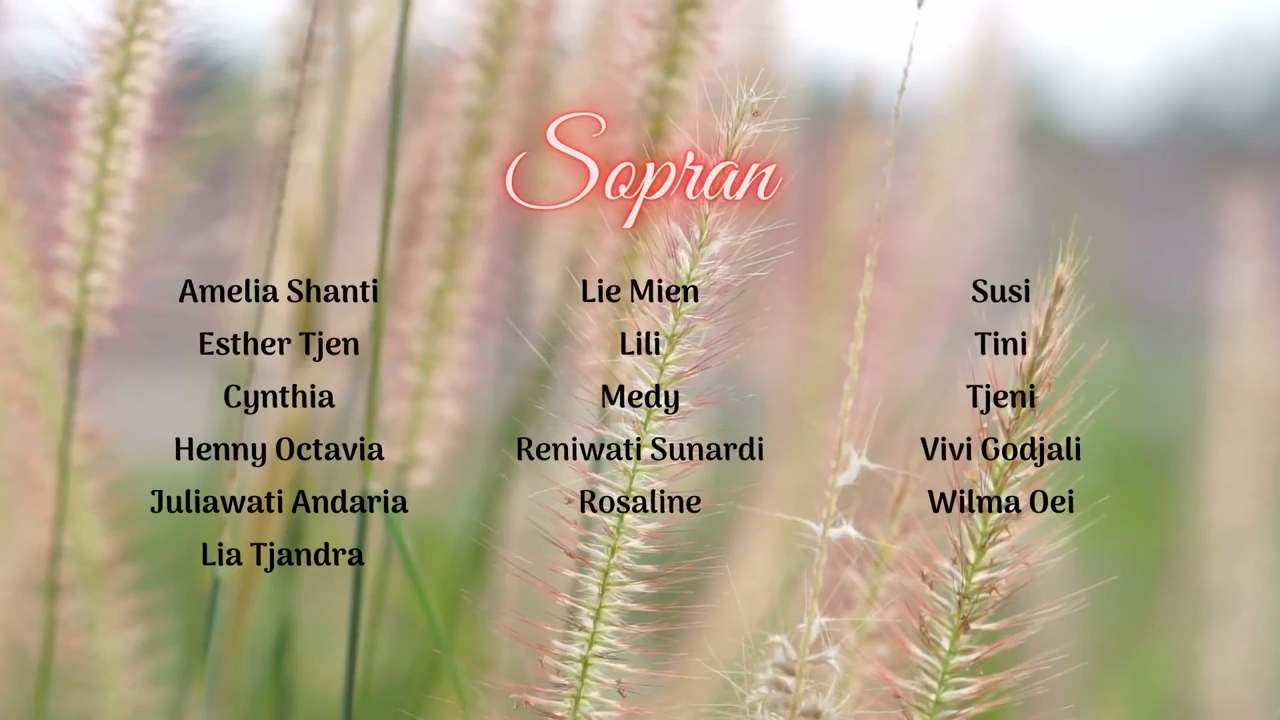 Sopran
Amelia Shanti
Esther Tjen
Cynthia
Henny Octavia
Juliawati Andaria
Lia Tjandra
Lie Mien
Lili
Medy
Reniwati Sunardi
Rosaline
Susi
Tini
Tjeni
Vivi Godjali
Wilma Oei